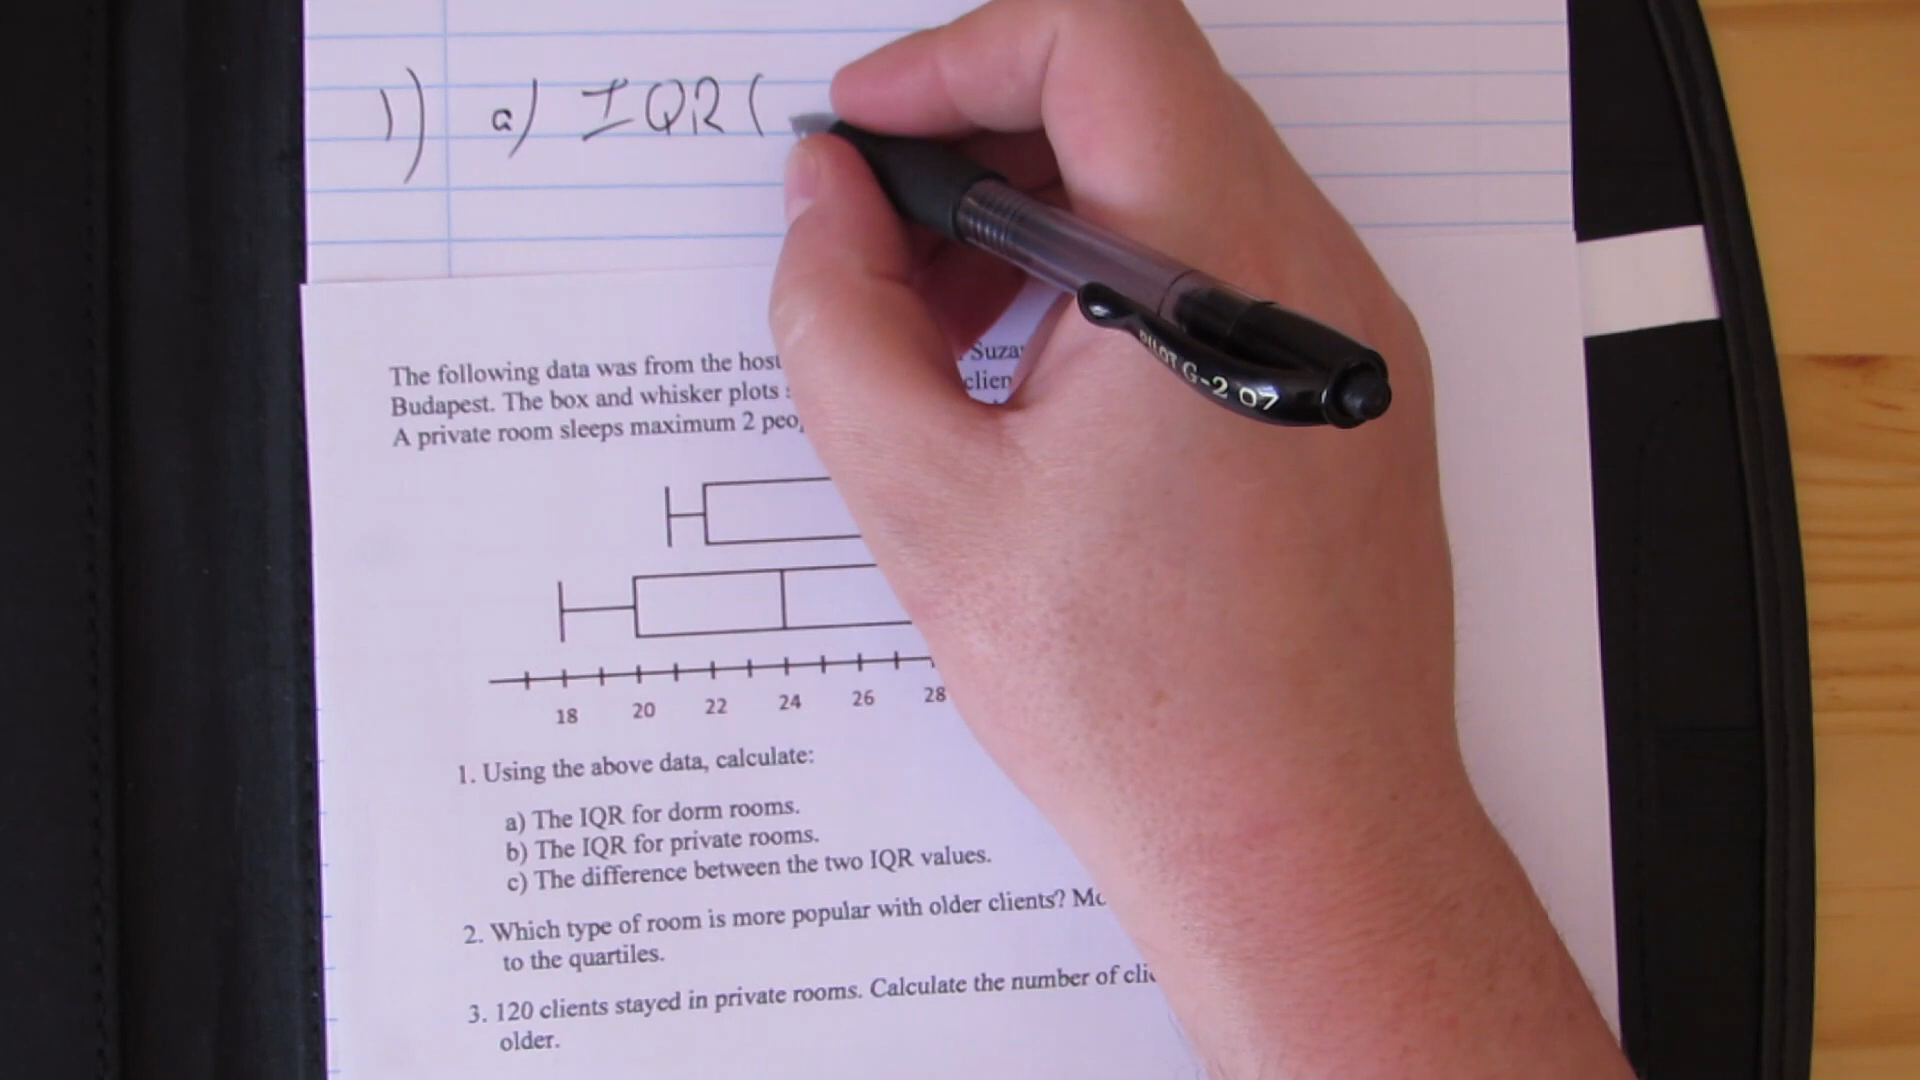 1) a) IQR (
PILOT G-2 07
The following data was from the host Suza
Budapest. The box and whisker plots clien
A private room sleeps maximum 2 peo
18 20 22 24 26 28
1. Using the above data, calculate:
a) The IQR for dorm rooms.
b) The IQR for private rooms.
c) The difference between the two IQR values.
2. Which type of room is more popular with older clients? Mc
to the quartiles.
3. 120 clients stayed in private rooms. Calculate the number of clie
older.